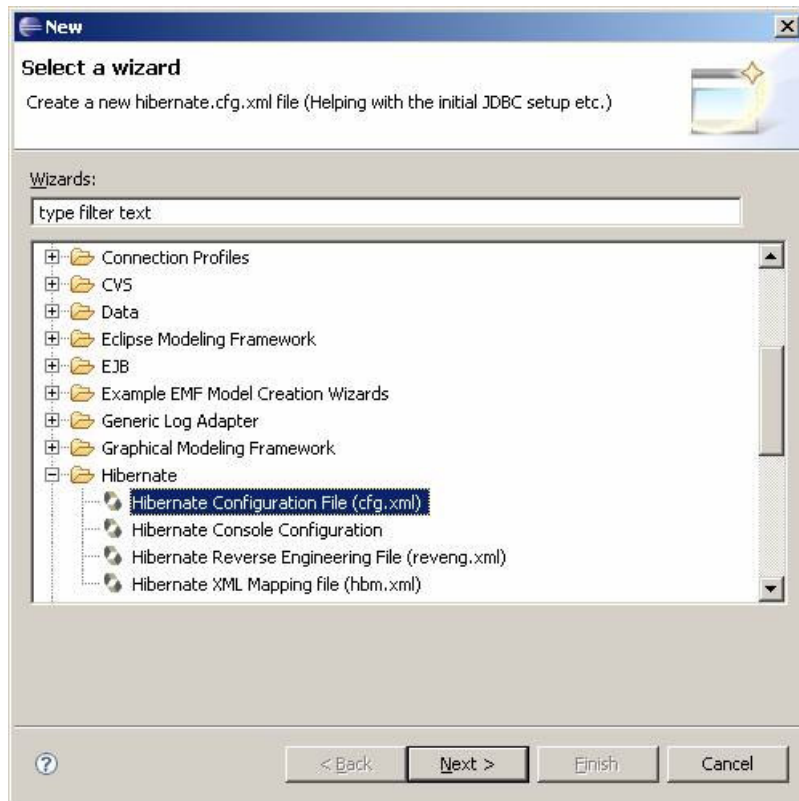 New
Select a wizard
Create a new hibernate.cfg.xml file (Helping with the initial JDBC setup etc.)
Wizards:
type filter text
Connection Profiles
CVS
Data
Eclipse Modeling Framework
EJB
Example EMF Model Creation Wizards
Generic Log Adapter
Graphical Modeling Framework
Hibernate
Hibernate Configuration File (cfg.xml)
Hibernate Console Configuration
Hibernate Reverse Engineering File (reveng.xml)
Hibernate XML Mapping file (hbm.xml)
? < Back Next > Finish Cancel